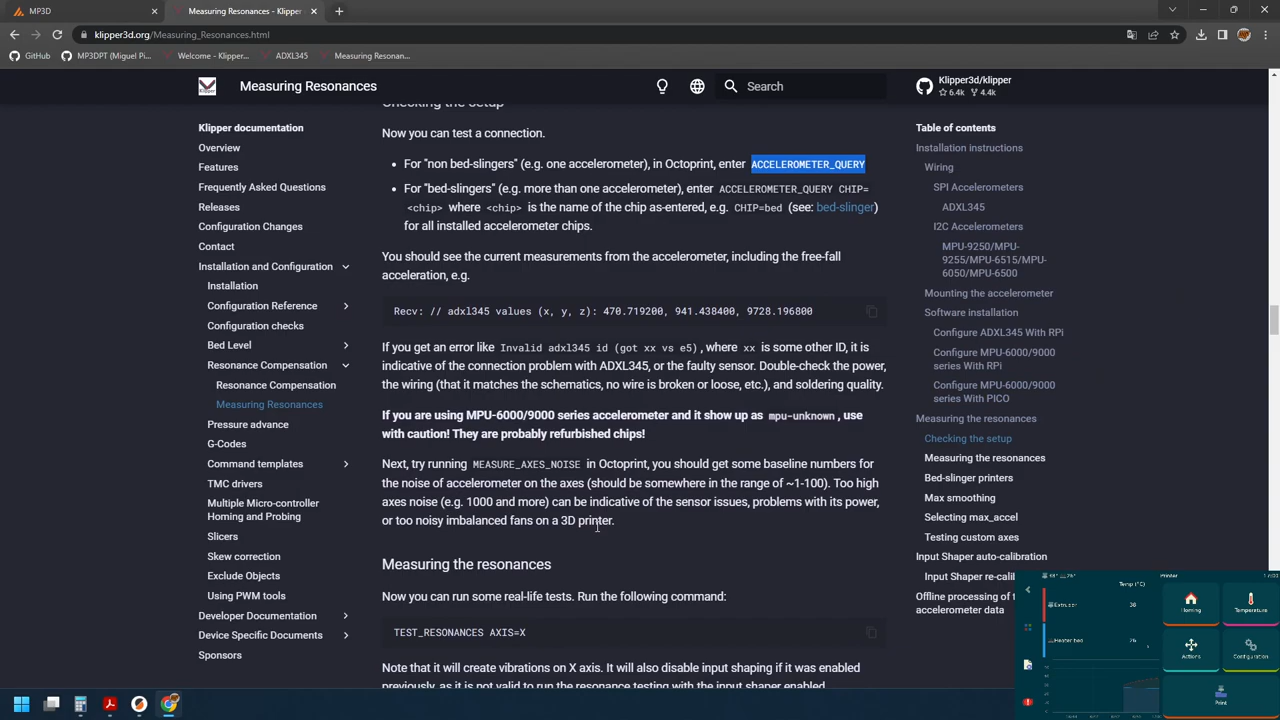 MP3D
Measuring Resonances - Klipper
klipper3d.org/Measuring_Resonances.html
GitHub
MP3DPT (Miguel Pi...
Welcome - Klipper...
ADXL345
Measuring Resonan...
Measuring Resonances
Search
Klipper3d/klipper
6.4k 4.4k
Klipper documentation
Overview
Features
Frequently Asked Questions
Releases
Configuration Changes
Contact
Installation and Configuration
Installation
Configuration Reference
Configuration checks
Bed Level
Resonance Compensation
Resonance Compensation
Measuring Resonances
Pressure advance
G-Codes
Command templates
TMC drivers
Multiple Micro-controller
Homing and Probing
Slicers
Skew correction
Exclude Objects
Using PWM tools
Developer Documentation
Device Specific Documents
Sponsors
Checking the setup
Now you can test a connection.
For "non bed-slingers" (e.g. one accelerometer), in Octoprint, enter ACCELEROMETER_QUERY
For "bed-slingers" (e.g. more than one accelerometer), enter ACCELEROMETER_QUERY CHIP=
<chip> where <chip> is the name of the chip as-entered, e.g. CHIP=bed (see: bed-slinger)
for all installed accelerometer chips.
You should see the current measurements from the accelerometer, including the free-fall
acceleration, e.g.
Recv: // adxl345 values (x, y, z): 470.719200, 941.438400, 9728.196800
If you get an error like Invalid adxl345 id (got xx vs e5), where xx is some other ID, it is
indicative of the connection problem with ADXL345, or the faulty sensor. Double-check the power,
the wiring (that it matches the schematics, no wire is broken or loose, etc.), and soldering quality.
If you are using MPU-6000/9000 series accelerometer and it show up as mpu-unknown, use
with caution! They are probably refurbished chips!
Next, try running MEASURE_AXES_NOISE in Octoprint, you should get some baseline numbers for
the noise of accelerometer on the axes (should be somewhere in the range of ~1-100). Too high
axes noise (e.g. 1000 and more) can be indicative of the sensor issues, problems with its power,
or too noisy imbalanced fans on a 3D printer.
Measuring the resonances
Now you can run some real-life tests. Run the following command:
TEST_RESONANCES AXIS=X
Note that it will create vibrations on X axis. It will also disable input shaping if it was enabled
previously, as it is not valid to run the resonance testing with the input shaper enabled.
Table of contents
Installation instructions
Wiring
SPI Accelerometers
ADXL345
I2C Accelerometers
MPU-9250/MPU-
9255/MPU-6515/MPU-
6050/MPU-6500
Mounting the accelerometer
Software installation
Configure ADXL345 With RPi
Configure MPU-6000/9000
series With RPi
Configure MPU-6000/9000
series With PICO
Measuring the resonances
Checking the setup
Measuring the resonances
Bed-slinger printers
Max smoothing
Selecting max_accel
Testing custom axes
Input Shaper auto-calibration
Input Shaper re-cali
Offline processing of t
accelerometer data
Printer
Temp (°C)
Extruder 38
Heater bed 26
Homing
Temperature
Actions
Configuration
Print